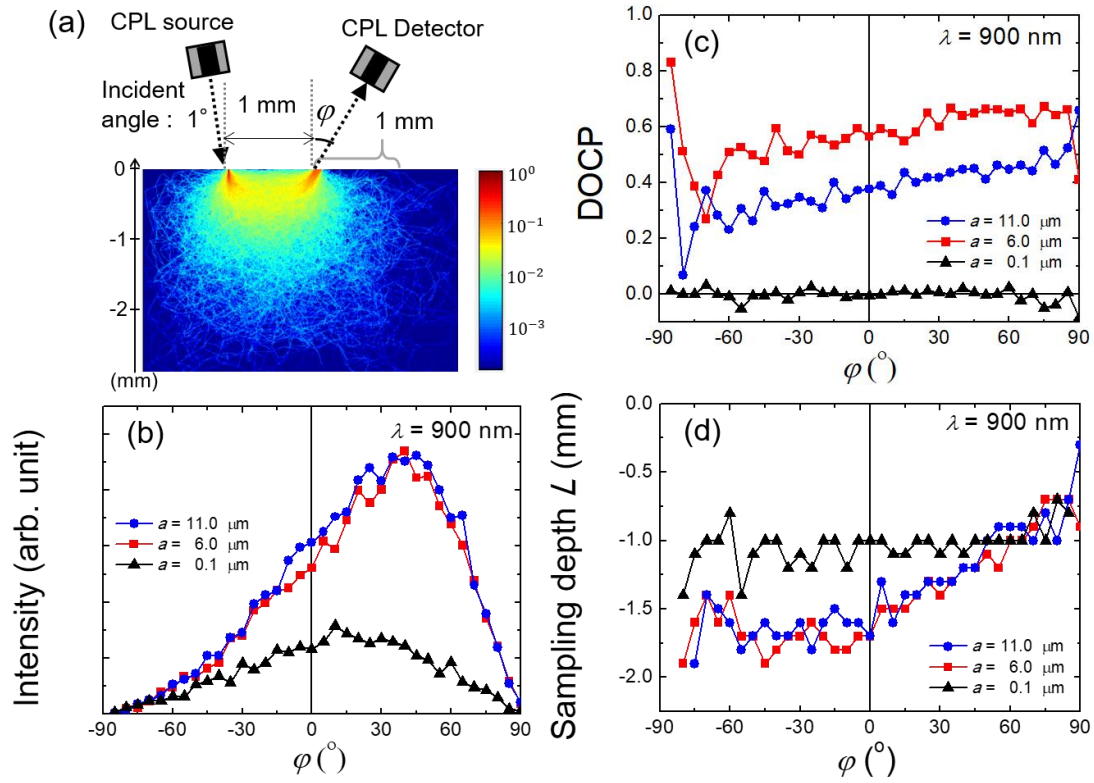 (a)
CPL source
CPL Detector
Incident
angle : 1°
1 mm
φ
1 mm
0
-1
-2
(mm)
10⁰
10⁻¹
10⁻²
10⁻³
(b)
λ = 900 nm
Intensity (arb. unit)
a = 11.0 μm
a = 6.0 μm
a = 0.1 μm
-90 -60 -30 0 30 60 90
φ (°)
(c)
λ = 900 nm
DOCP
1.0
0.8
0.6
0.4
0.2
0.0
a = 11.0 μm
a = 6.0 μm
a = 0.1 μm
-90 -60 -30 0 30 60 90
φ (°)
(d)
λ = 900 nm
Sampling depth L (mm)
0.0
-0.5
-1.0
-1.5
-2.0
a = 11.0 μm
a = 6.0 μm
a = 0.1 μm
-90 -60 -30 0 30 60 90
φ (°)